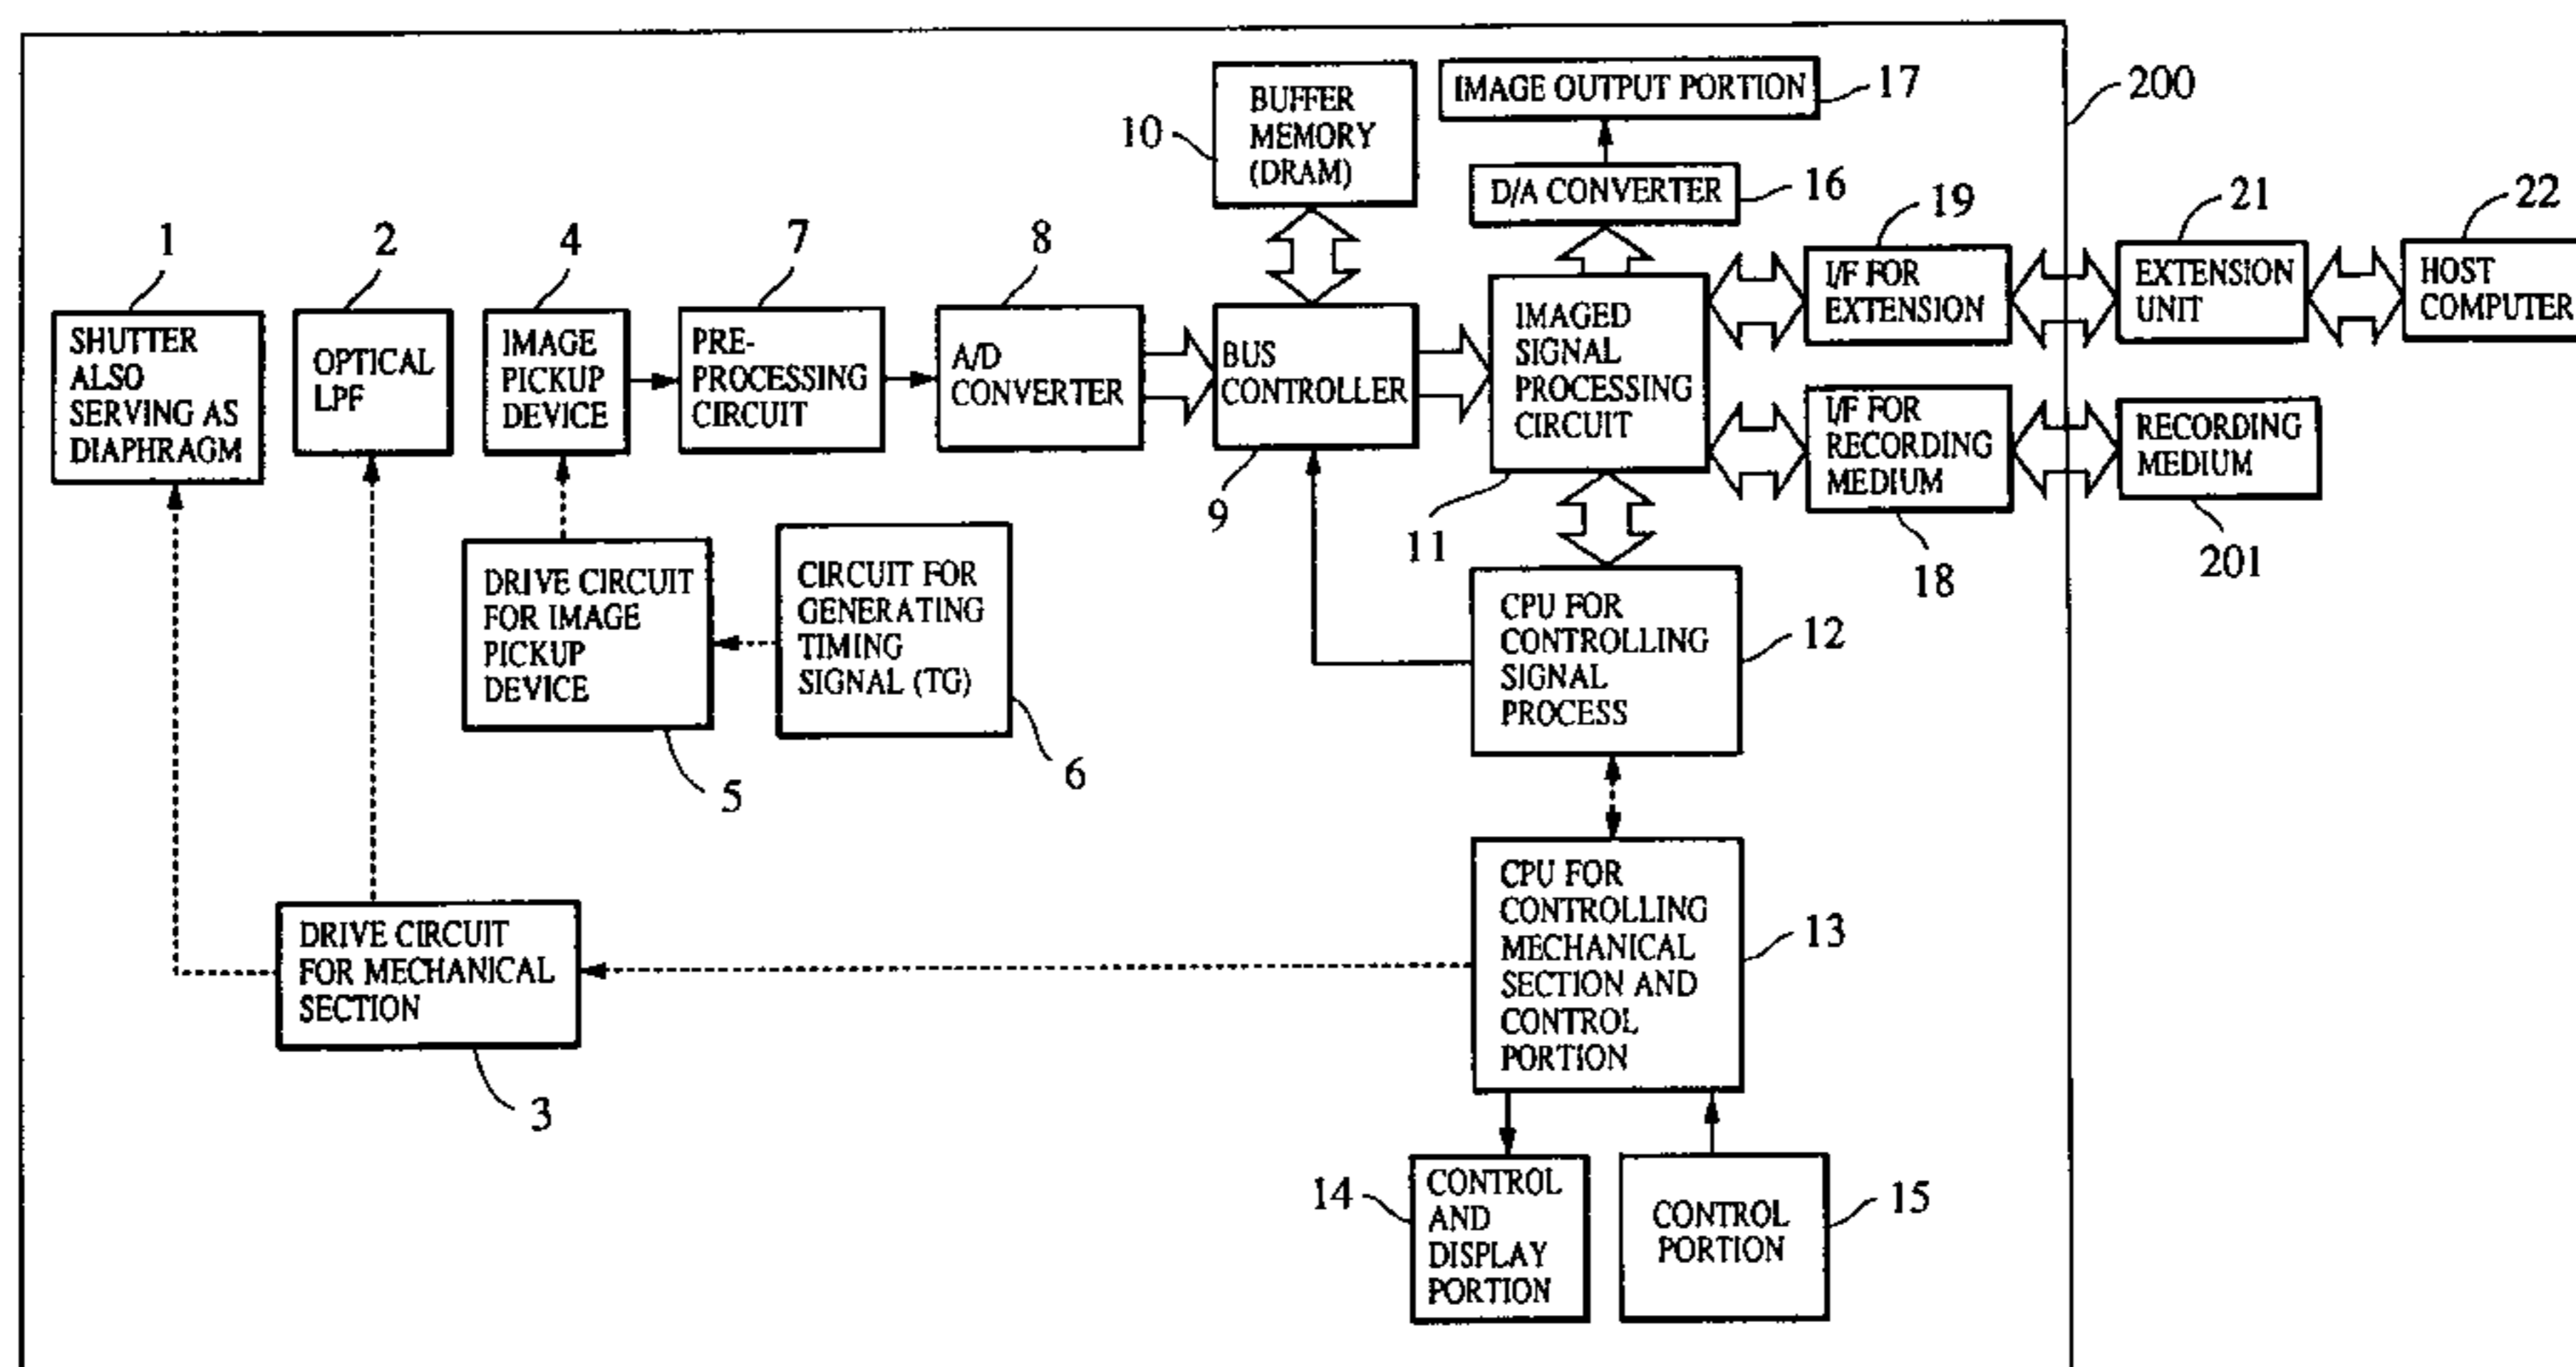 200
IMAGE OUTPUT PORTION
17
10
BUFFER
MEMORY
(DRAM)
D/A CONVERTER
16
1
SHUTTER
ALSO
SERVING AS
DIAPHRAGM
2
OPTICAL
LPF
4
IMAGE
PICKUP
DEVICE
7
PRE-
PROCESSING
CIRCUIT
8
A/D
CONVERTER
BUS
CONTROLLER
9
IMAGED
SIGNAL
PROCESSING
CIRCUIT
11
19
I/F FOR
EXTENSION
21
EXTENSION
UNIT
22
HOST
COMPUTER
I/F FOR
RECORDING
MEDIUM
18
RECORDING
MEDIUM
201
DRIVE CIRCUIT
FOR IMAGE
PICKUP
DEVICE
5
CIRCUIT FOR
GENERATING
TIMING
SIGNAL (TG)
6
CPU FOR
CONTROLLING
SIGNAL
PROCESS
12
DRIVE CIRCUIT
FOR MECHANICAL
SECTION
3
CPU FOR
CONTROLLING
MECHANICAL
SECTION AND
CONTROL
PORTION
13
14
CONTROL
AND
DISPLAY
PORTION
CONTROL
PORTION
15